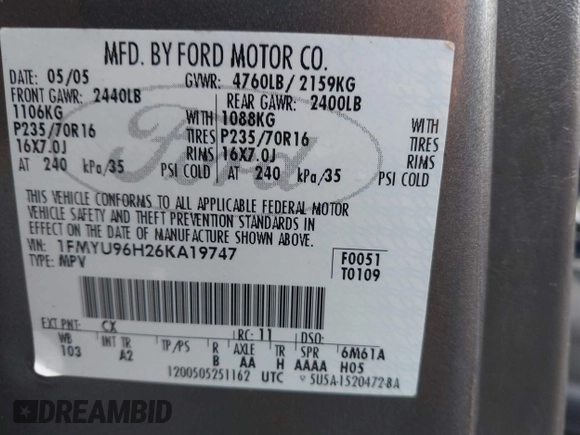 MFD. BY FORD MOTOR CO.
DATE: 05/05 GVWR: 4760LB/ 2159KG
FRONT GAWR: 2440LB REAR GAWR: 2400LB
1106KG WITH 1088KG WITH
P235/70R16 TIRES P235/70R16 TIRES
16X7.0J RIMS 16X7.0J RIMS
AT 240 kPa/35 PSI COLD AT 240 kPa/35 PSI COLD
Ford
THIS VEHICLE CONFORMS TO ALL APPLICABLE FEDERAL MOTOR
VEHICLE SAFETY AND THEFT PREVENTION STANDARDS IN
EFFECT ON THE DATE OF MANUFACTURE SHOWN ABOVE.
VIN: 1FMYU96H26KA19747 F0051
TYPE: MPV T0109
EXT PNT: CX RC: 11 DSO:
WB INT TR TP/PS R AXLE TR SPR 6M61A
103 A2 B AA H AAAA H05
1200505251162 UTC 5U5A-1520472-BA
DREAMBID